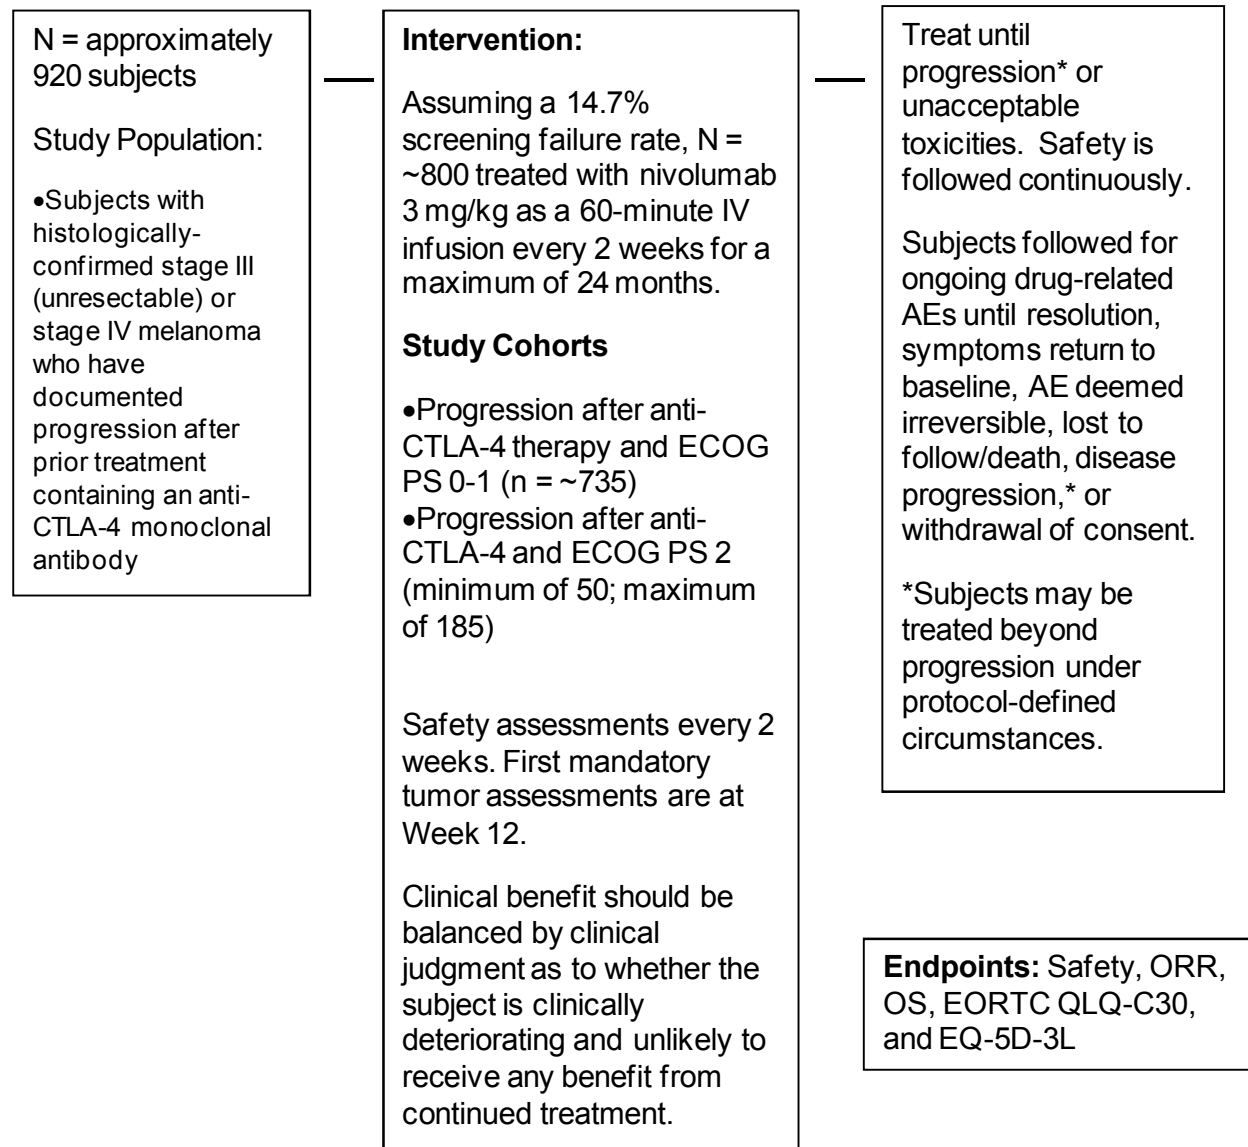 N = approximately
920 subjects
Study Population:
•Subjects with
histologically-
confirmed stage III
(unresectable) or
stage IV melanoma
who have
documented
progression after
prior treatment
containing an anti-
CTLA-4 monoclonal
antibody
Intervention:
Assuming a 14.7%
screening failure rate, N =
~800 treated with nivolumab
3 mg/kg as a 60-minute IV
infusion every 2 weeks for a
maximum of 24 months.
Study Cohorts
•Progression after anti-
CTLA-4 therapy and ECOG
PS 0-1 (n = ~735)
•Progression after anti-
CTLA-4 and ECOG PS 2
(minimum of 50; maximum
of 185)
Safety assessments every 2
weeks. First mandatory
tumor assessments are at
Week 12.
Clinical benefit should be
balanced by clinical
judgment as to whether the
subject is clinically
deteriorating and unlikely to
receive any benefit from
continued treatment.
Treat until
progression* or
unacceptable
toxicities. Safety is
followed continuously.
Subjects followed for
ongoing drug-related
AEs until resolution,
symptoms return to
baseline, AE deemed
irreversible, lost to
follow/death, disease
progression,* or
withdrawal of consent.
*Subjects may be
treated beyond
progression under
protocol-defined
circumstances.
Endpoints: Safety, ORR,
OS, EORTC QLQ-C30,
and EQ-5D-3L